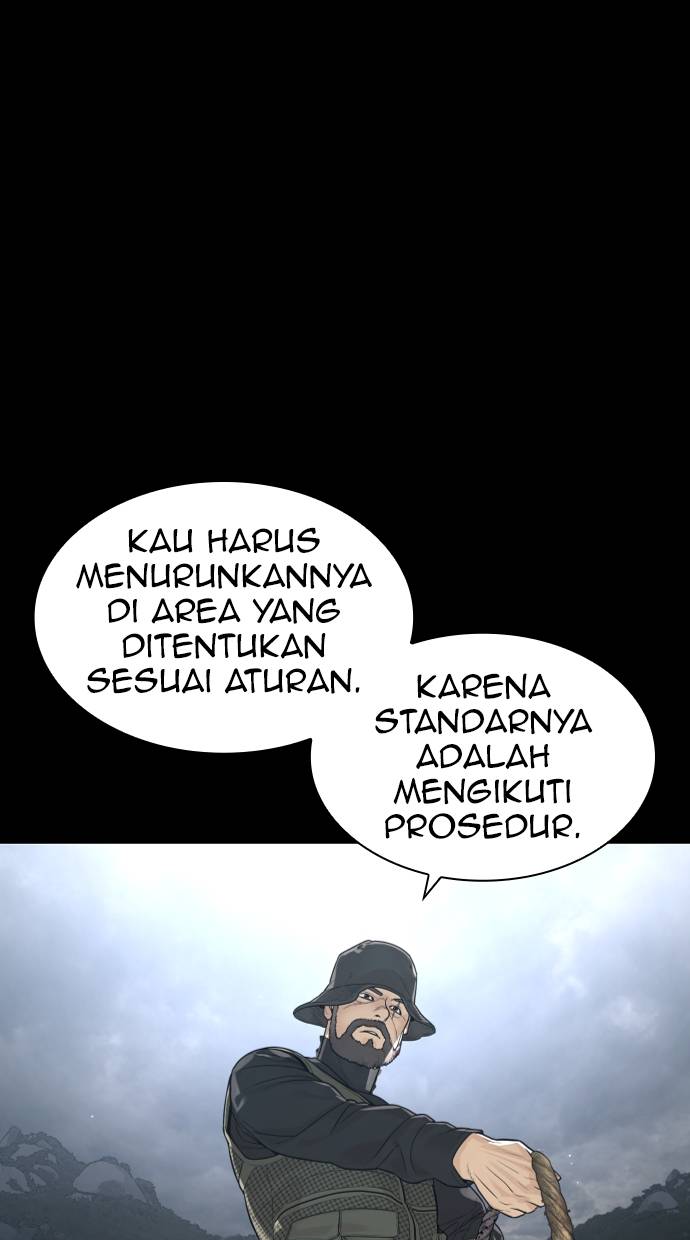 KAU HARUS
MENURUNKANNYA
DI AREA YANG
DITENTUKAN
SESUAI ATURAN.
KARENA
STANDARNYA
ADALAH
MENGIKUTI
PROSEDUR.